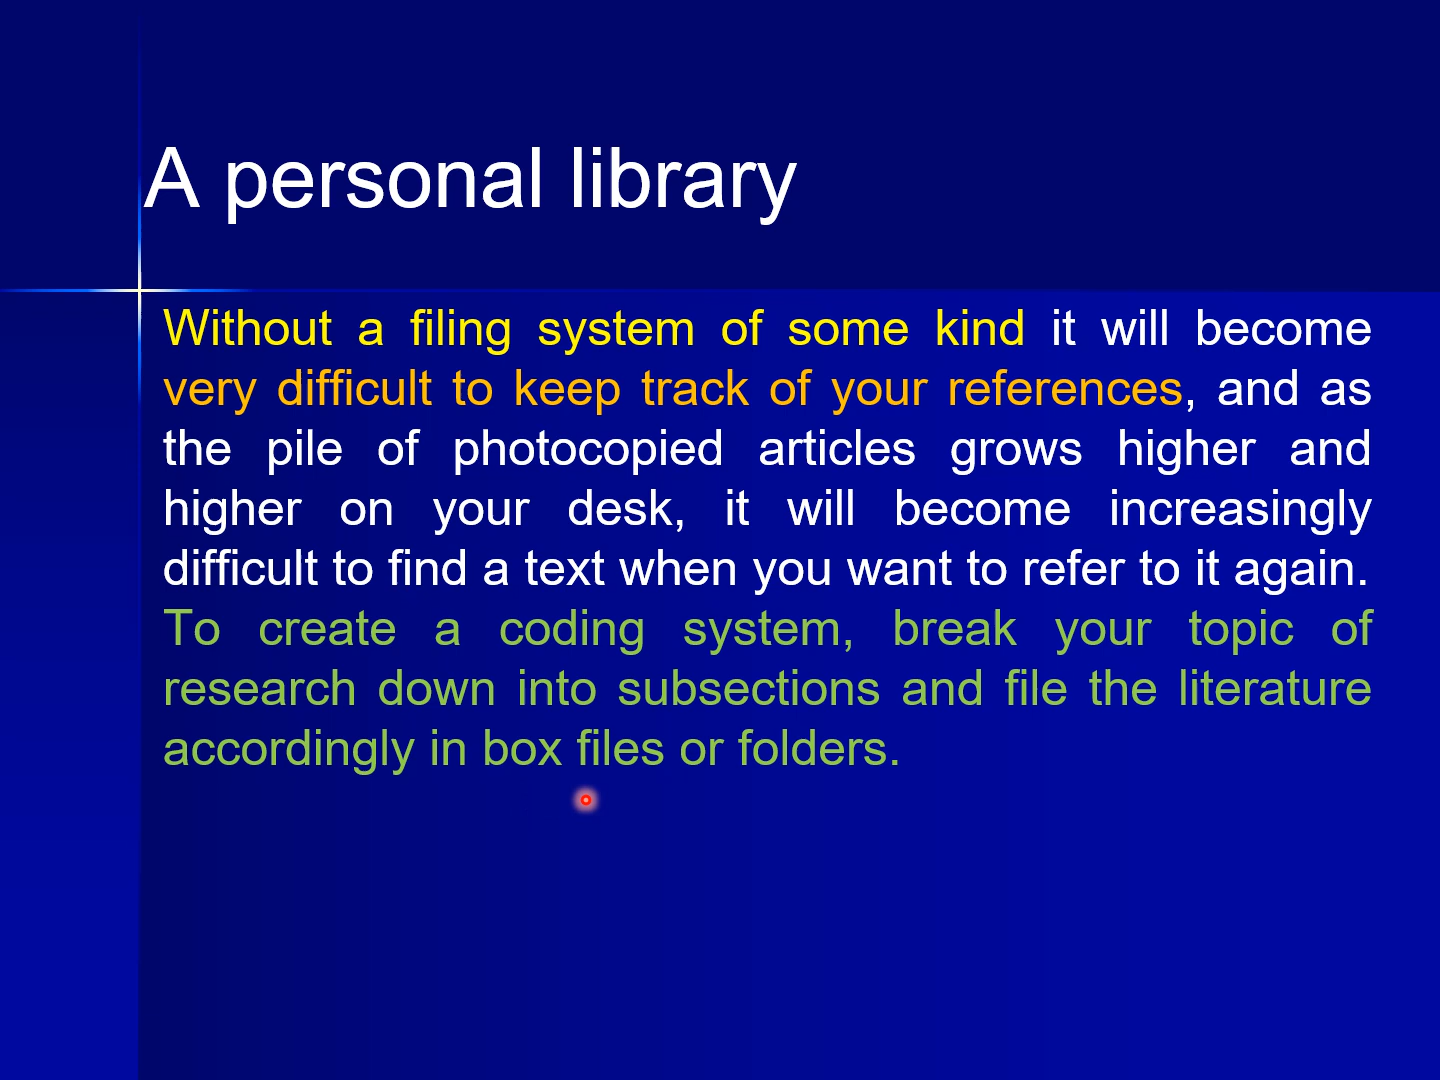 A personal library
Without a filing system of some kind it will become
very difficult to keep track of your references, and as
the pile of photocopied articles grows higher and
higher on your desk, it will become increasingly
difficult to find a text when you want to refer to it again.
To create a coding system, break your topic of
research down into subsections and file the literature
accordingly in box files or folders.